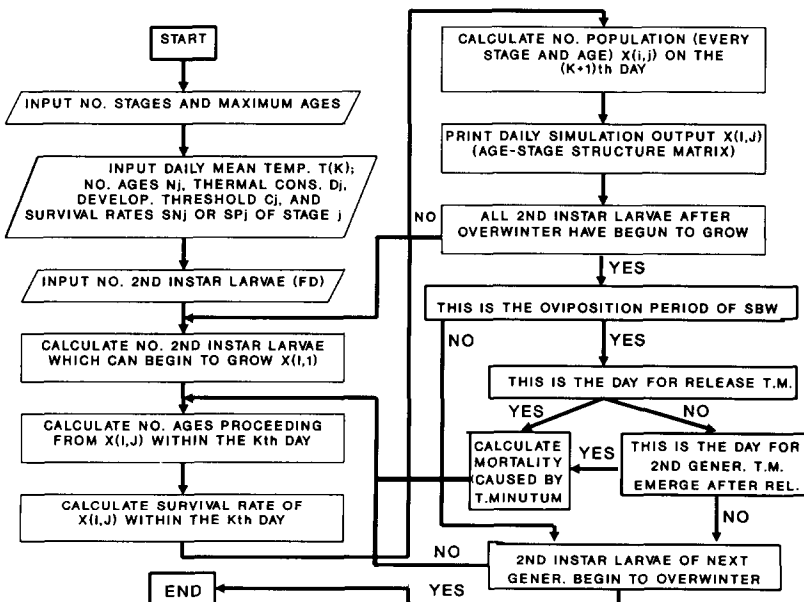 START
INPUT NO. STAGES AND MAXIMUM AGES
INPUT DAILY MEAN TEMP. T(K);
NO. AGES Nj, THERMAL CONS. Dj,
DEVELOP. THRESHOLD Cj, AND
SURVIVAL RATES SNj OR SPj OF STAGE j
INPUT NO. 2ND INSTAR LARVAE (FD)
CALCULATE NO. 2ND INSTAR LARVAE
WHICH CAN BEGIN TO GROW X(I,1)
CALCULATE NO. AGES PROCEEDING
FROM X(I,J) WITHIN THE Kth DAY
CALCULATE SURVIVAL RATE OF
X(I,J) WITHIN THE Kth DAY
CALCULATE NO. POPULATION (EVERY
STAGE AND AGE) X(i,j) ON THE
(K+1)th DAY
PRINT DAILY SIMULATION OUTPUT X(I,J)
(AGE-STAGE STRUCTURE MATRIX)
NO
ALL 2ND INSTAR LARVAE AFTER
OVERWINTER HAVE BEGUN TO GROW
YES
THIS IS THE OVIPOSITION PERIOD OF SBW
NO
YES
THIS IS THE DAY FOR RELEASE T.M.
YES
NO
CALCULATE
MORTALITY
CAUSED BY
T.MINUTUM
YES
THIS IS THE DAY FOR
2ND GENER. T.M.
EMERGE AFTER REL.
NO
NO
2ND INSTAR LARVAE OF NEXT
GENER. BEGIN TO OVERWINTER
YES
END